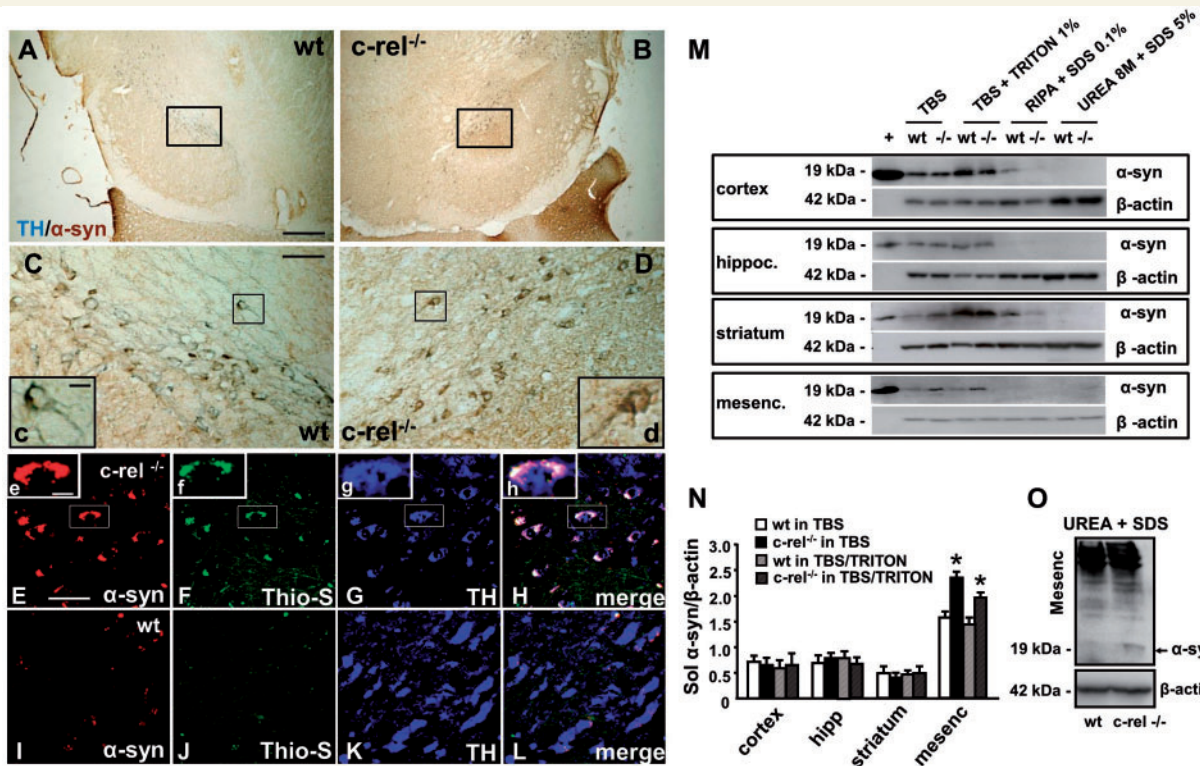 A wt
c-rel-/- B
TH/α-syn
C D
c wt
c-rel-/- d
e c-rel -/- f g h
E α-syn F Thio-S G TH H merge
wt
I α-syn J Thio-S K TH L merge
M
TBS
TBS + TRITON 1%
RIPA + SDS 0.1%
UREA 8M + SDS 5%
+ wt -/- wt -/- wt -/- wt -/-
cortex 19 kDa - α-syn
42 kDa - β-actin
hippoc. 19 kDa - α-syn
42 kDa - β-actin
striatum 19 kDa - α-syn
42 kDa - β -actin
mesenc. 19 kDa - α-syn
42 kDa - β -actin
N
wt in TBS
c-rel-/- in TBS
wt in TBS/TRITON
c-rel-/- in TBS/TRITON
Sol α-syn/β-actin
3.0
2.5
2.0
1.5
1.0
0.5
0
* *
cortex hipp striatum mesenc
O
UREA + SDS
Mesenc
19 kDa - α-sy
42 kDa - β-acti
wt c-rel -/-